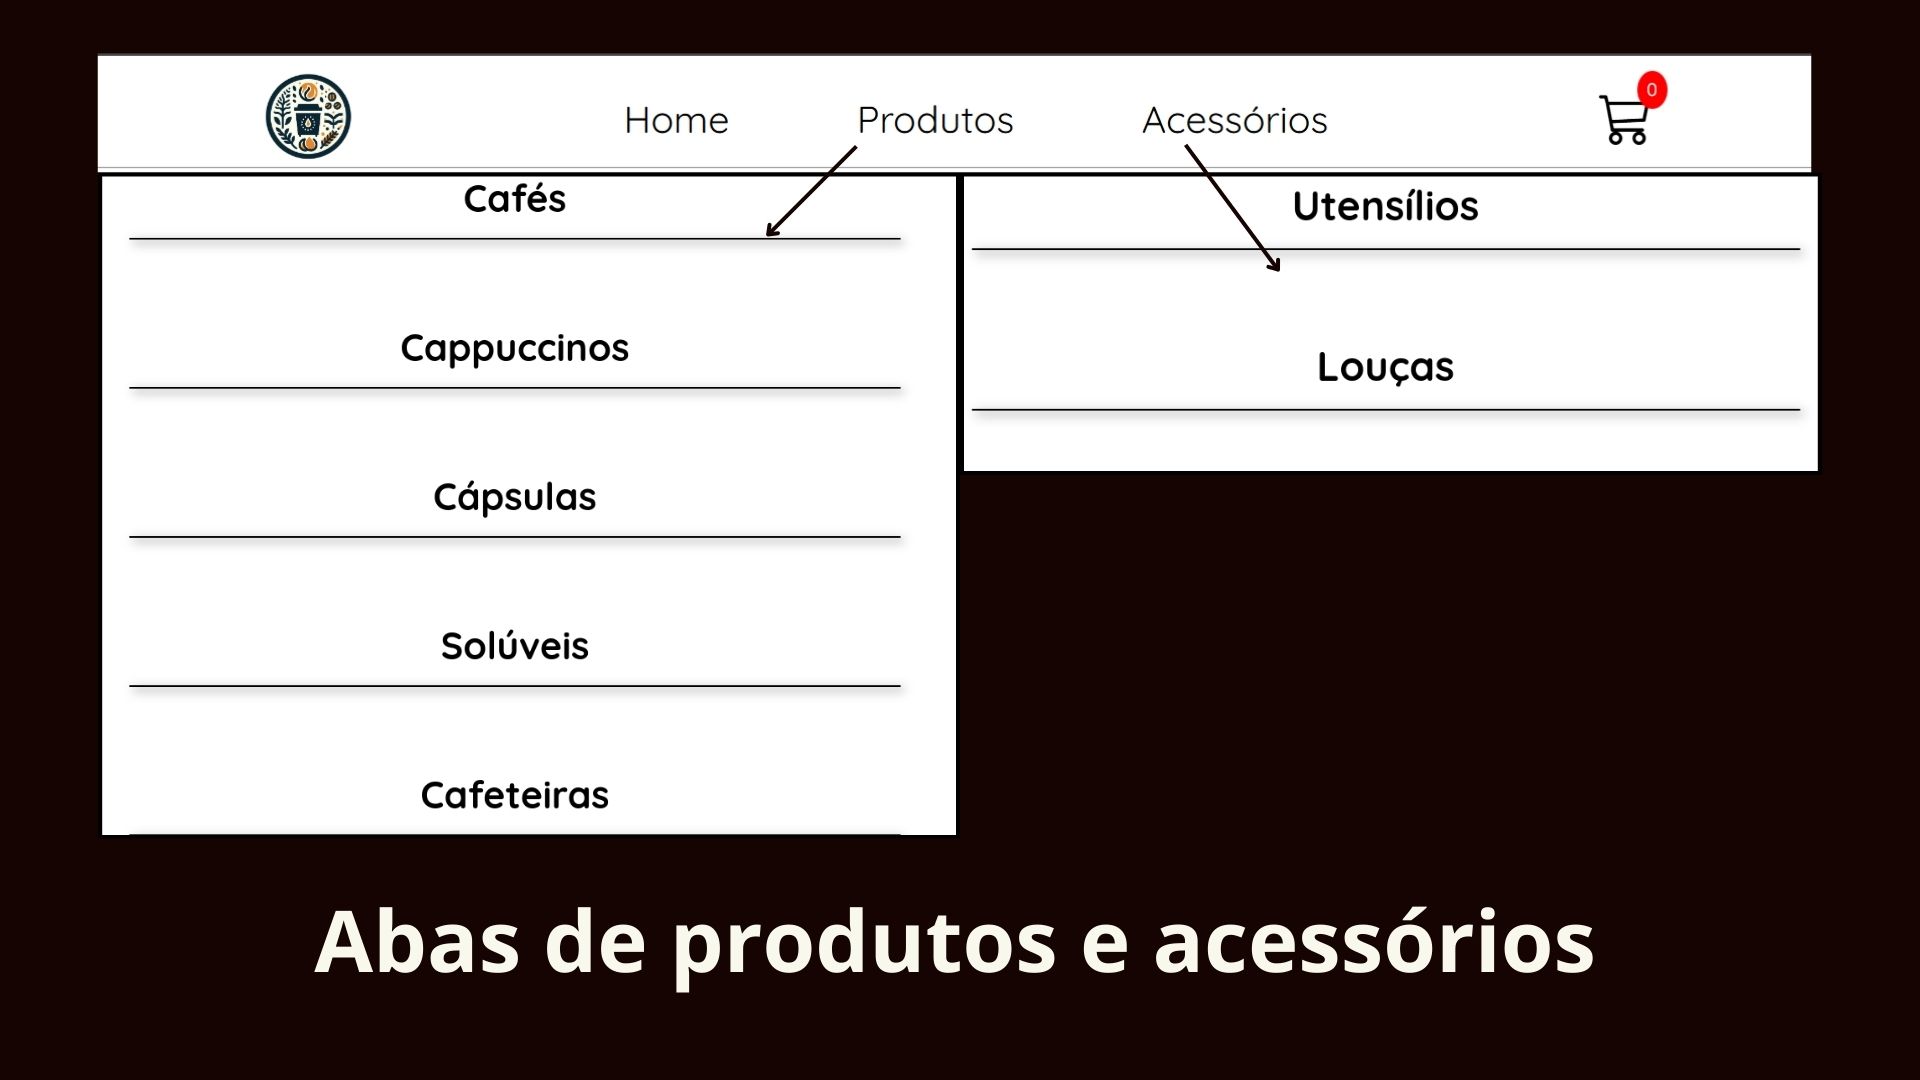 Home Produtos Acessórios 0
Cafés
Cappuccinos
Cápsulas
Solúveis
Cafeteiras
Utensílios
Louças
Abas de produtos e acessórios